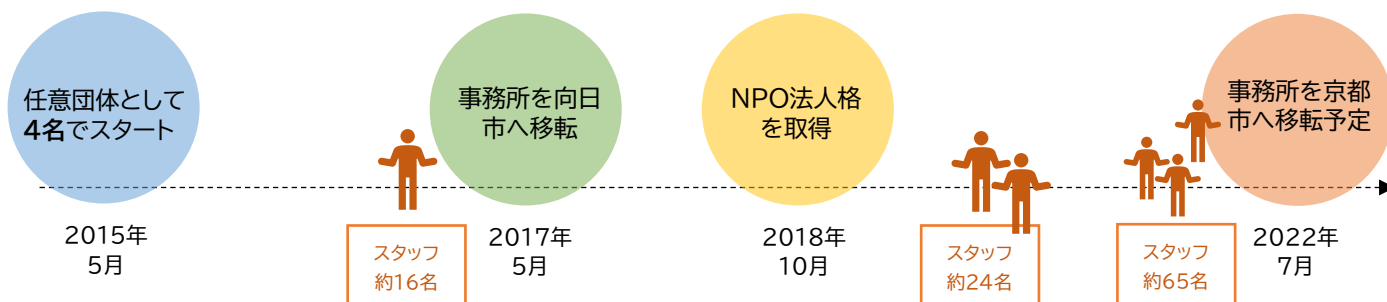 任意団体として
4名でスタート
2015年
5月
スタッフ
約16名
事務所を向日
市へ移転
2017年
5月
NPO法人格
を取得
2018年
10月
スタッフ
約24名
スタッフ
約65名
事務所を京都
市へ移転予定
2022年
7月